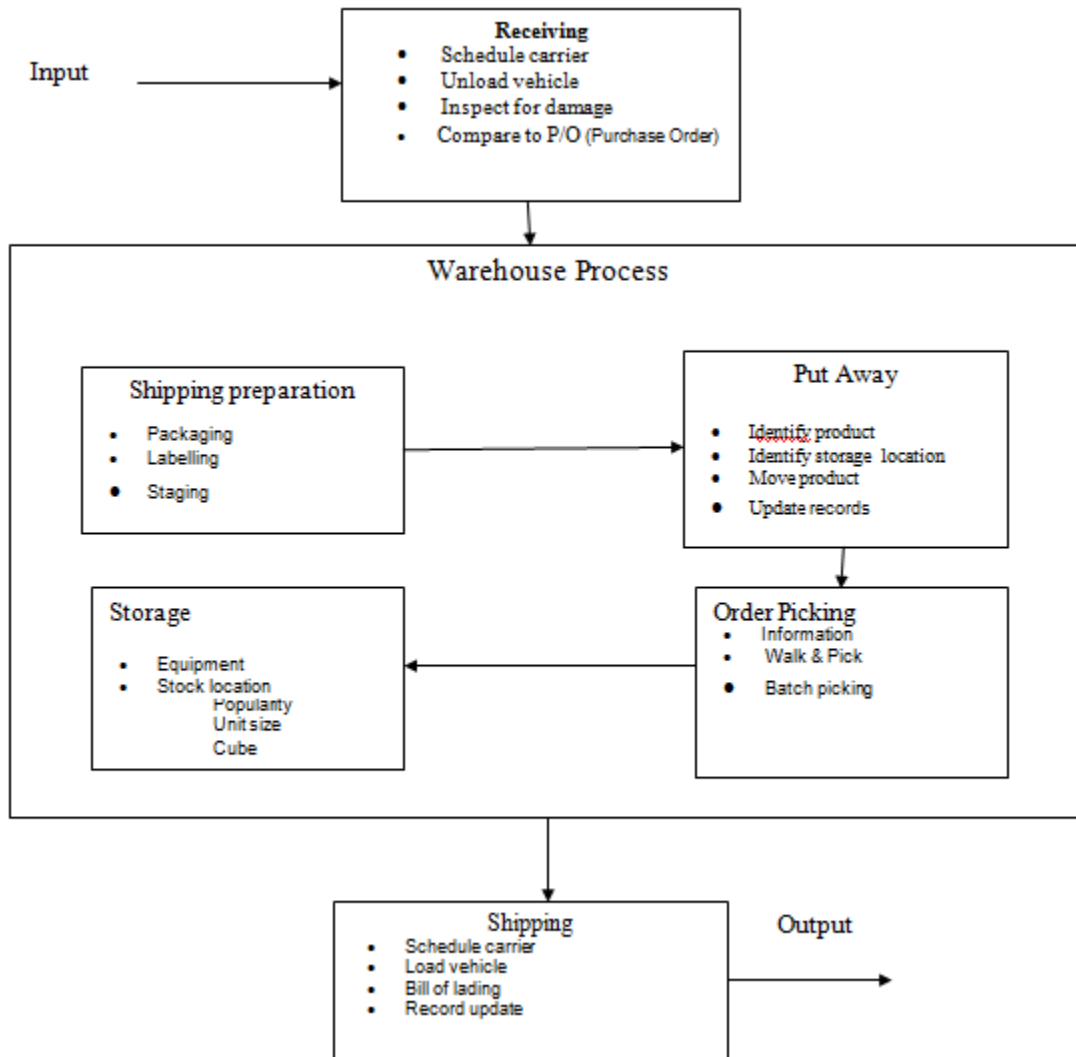 Input
Receiving
Schedule carrier
Unload vehicle
Inspect for damage
Compare to P/O (Purchase Order)
Warehouse Process
Shipping preparation
Packaging
Labelling
Staging
Put Away
Identify product
Identify storage location
Move product
Update records
Storage
Equipment
Stock location
Popularity
Unit size
Cube
Order Picking
Information
Walk & Pick
Batch picking
Shipping
Schedule carrier
Load vehicle
Bill of lading
Record update
Output